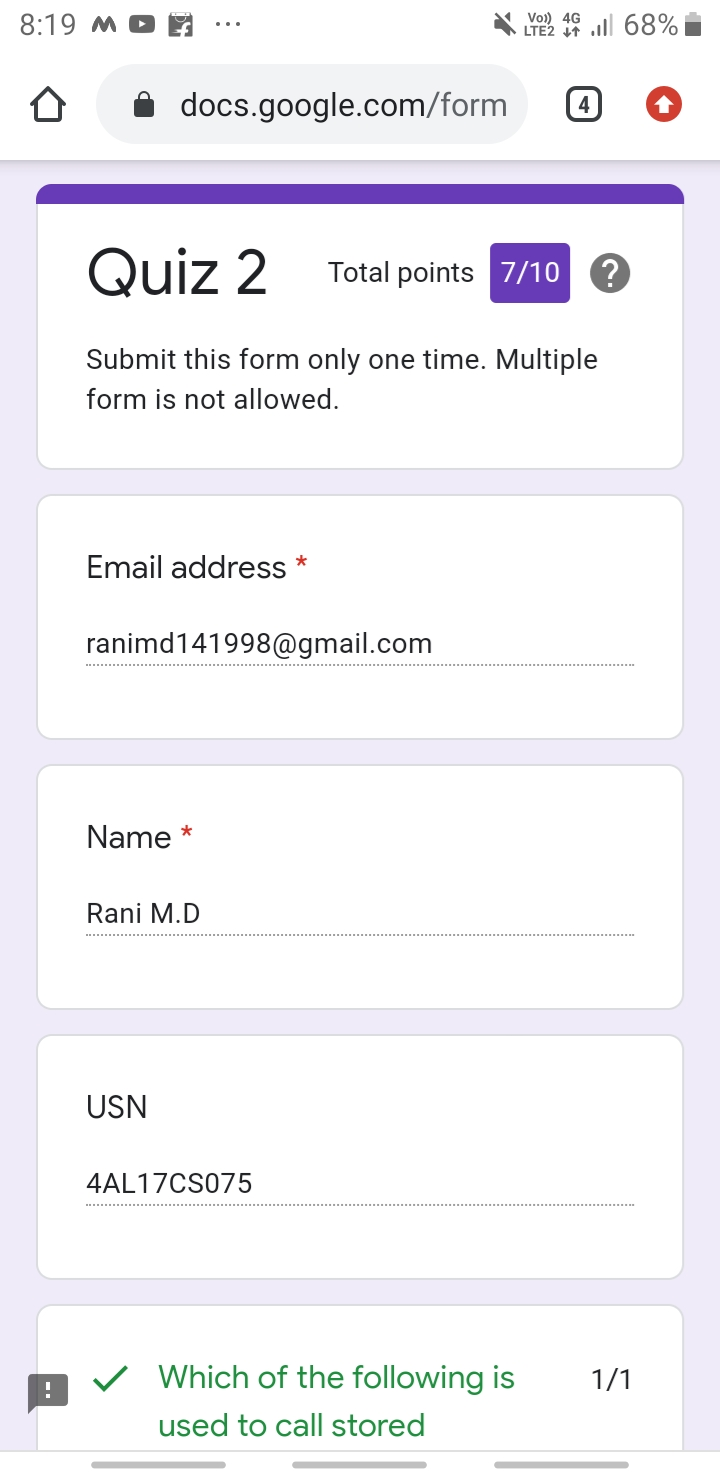 8:19 ... Vo)) LTE2 4G 68%
docs.google.com/form 4
Quiz 2 Total points 7/10 ?
Submit this form only one time. Multiple
form is not allowed.
Email address *
ranimd141998@gmail.com
Name *
Rani M.D
USN
4AL17CS075
Which of the following is 1/1
used to call stored